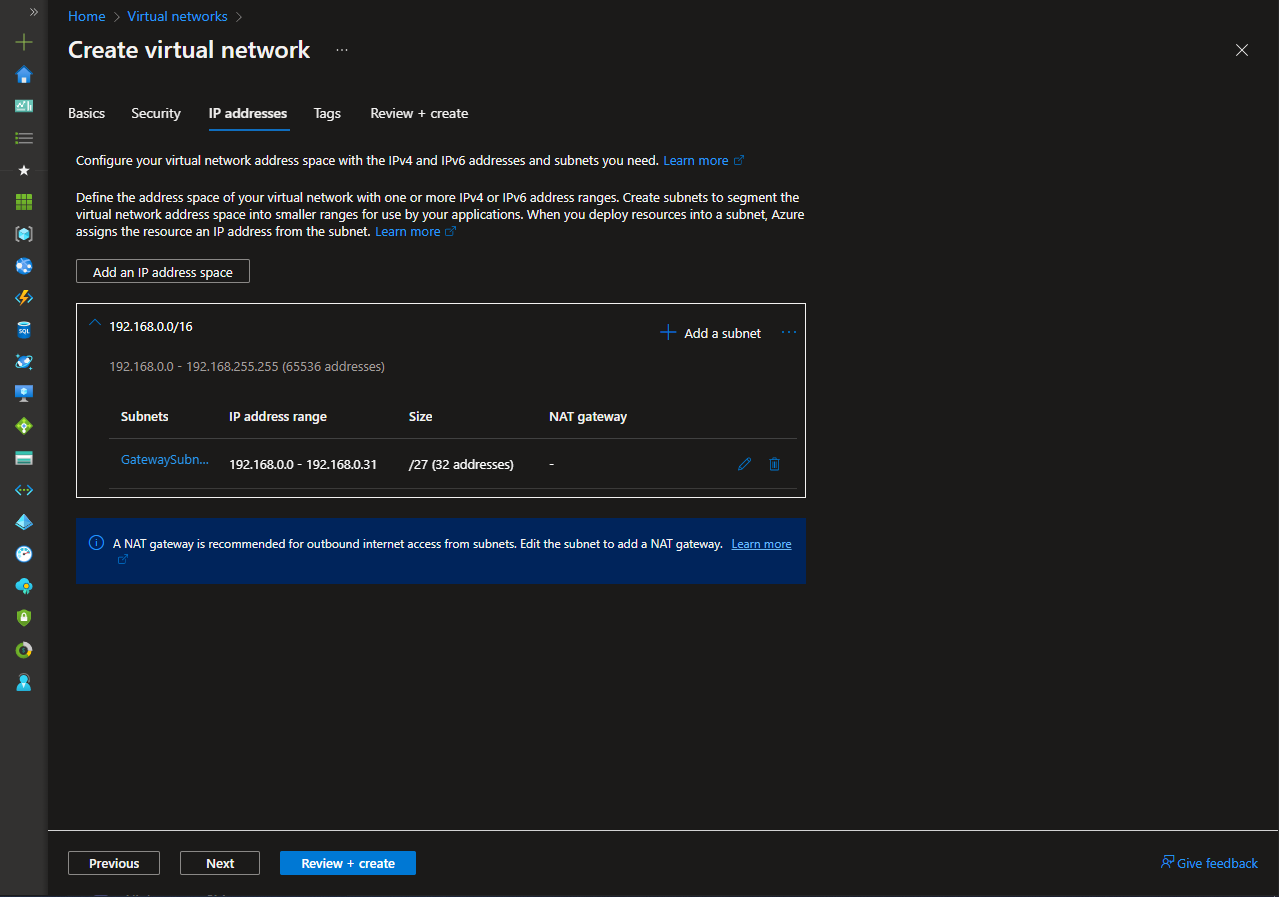 Home > Virtual networks >
Create virtual network ...
Basics Security IP addresses Tags Review + create
Configure your virtual network address space with the IPv4 and IPv6 addresses and subnets you need. Learn more
Define the address space of your virtual network with one or more IPv4 or IPv6 address ranges. Create subnets to segment the
virtual network address space into smaller ranges for use by your applications. When you deploy resources into a subnet, Azure
assigns the resource an IP address from the subnet. Learn more
Add an IP address space
192.168.0.0/16 Add a subnet ...
192.168.0.0 - 192.168.255.255 (65536 addresses)
Subnets IP address range Size NAT gateway
GatewaySubn... 192.168.0.0 - 192.168.0.31 /27 (32 addresses) -
A NAT gateway is recommended for outbound internet access from subnets. Edit the subnet to add a NAT gateway. Learn more
Previous Next Review + create Give feedback